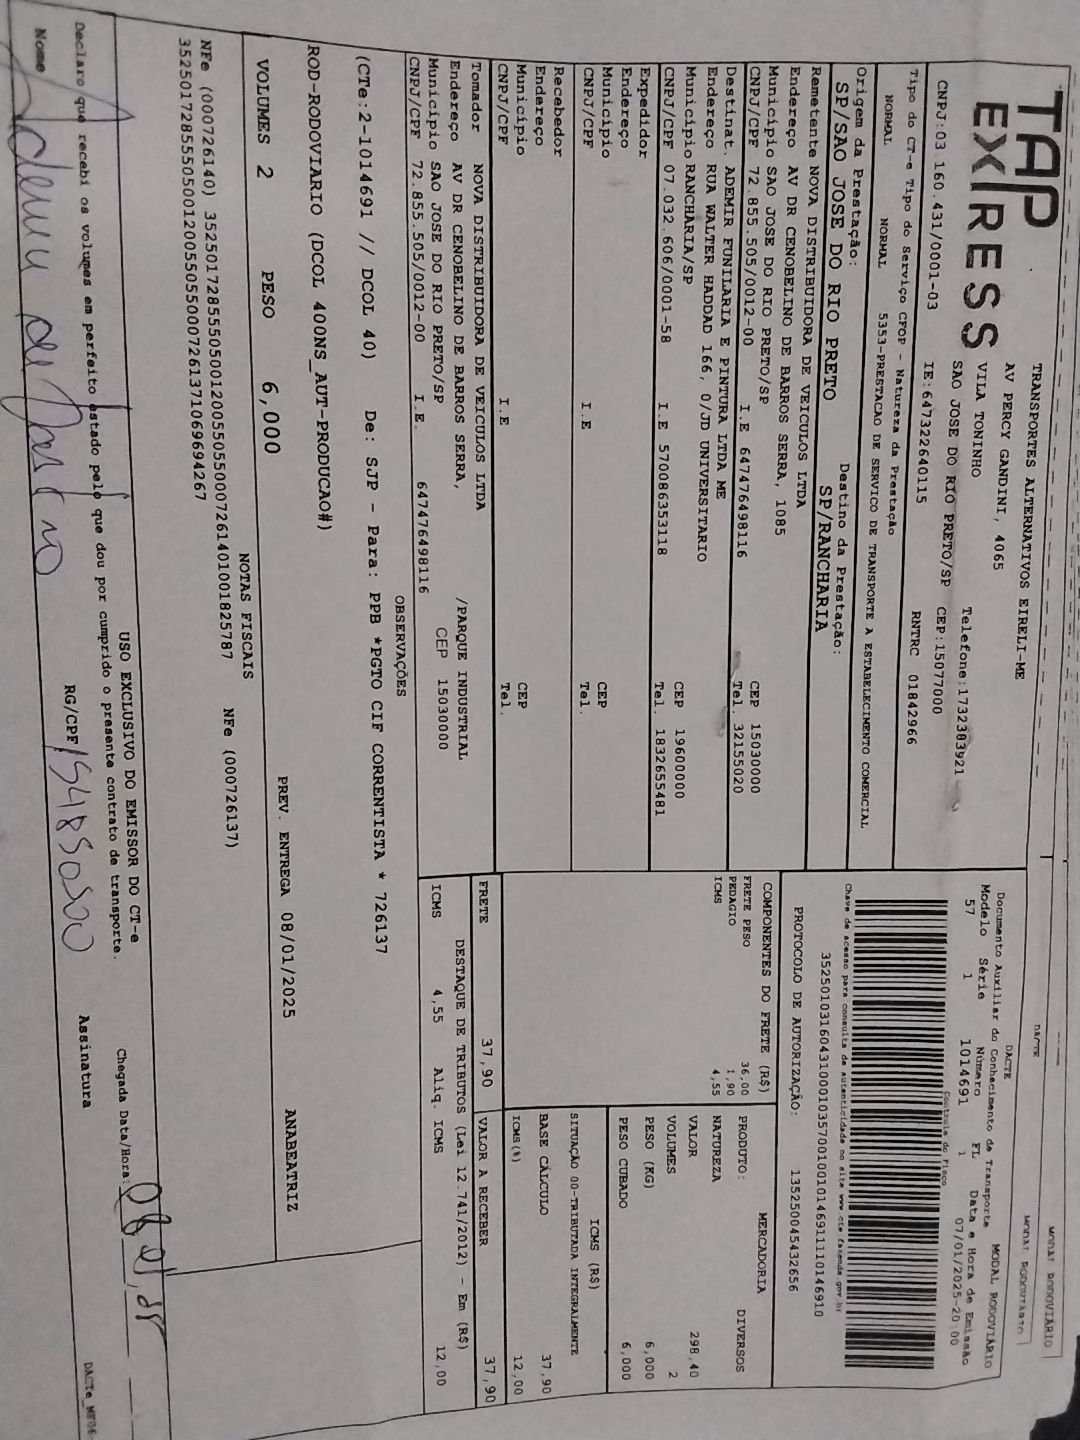 TAP
EXPRESS
TRANSPORTES ALTERNATIVOS EIRELI-ME
AV PERCY GANDINI, 4065
VILA TONINHO
SAO JOSE DO RIO PRETO/SP CEP:15077000
Telefone:1732383921
CNPJ:03.160.431/0001-03 IE:647322640115 RNTRC 01842966
Tipo do CT-e Tipo do Serviço CFOP - Natureza da Prestação
NORMAL NORMAL 5353-PRESTACAO DE SERVICO DE TRANSPORTE A ESTABELECIMENTO COMERCIAL
Origem da Prestação: Destino da Prestação:
SP/SAO JOSE DO RIO PRETO SP/RANCHARIA
Remetente NOVA DISTRIBUIDORA DE VEICULOS LTDA
Endereço AV DR CENOBELINO DE BARROS SERRA, 1085
Município SAO JOSE DO RIO PRETO/SP CEP 15030000
CNPJ/CPF 72.855.505/0012-00 I.E 647476498116 Tel. 32155020
Destinat. ADEMIR FUNILARIA E PINTURA LTDA ME
Endereço RUA WALTER HADDAD 166, 0/JD UNIVERSITARIO
Município RANCHARIA/SP CEP 19600000
CNPJ/CPF 07.032.606/0001-58 I.E 570086353118 Tel. 1832655481
Expedidor
Endereço
Município CEP
CNPJ/CPF I.E Tel.
Recebedor
Endereço
Município CEP
CNPJ/CPF I.E Tel.
Tomador NOVA DISTRIBUIDORA DE VEICULOS LTDA
Endereço AV DR CENOBELINO DE BARROS SERRA, /PARQUE INDUSTRIAL
Município SAO JOSE DO RIO PRETO/SP CEP 15030000
CNPJ/CPF 72.855.505/0012-00 I.E. 647476498116
DACTE
MODAL RODOVIARIO
DACTE MODAL RODOVIARIO
Documento Auxiliar do Conhecimento de Transporte
Modelo Série Número FL Data e Hora de Emissão
57 1 1014691 1 07/01/2025-20:00
Controle do Fisco
Chave de acesso para consulta de autenticidade no site www.cte.fazenda.gov.br
35250103160431000103570010010146911110146910
PROTOCOLO DE AUTORIZAÇÃO: 135250045432656
COMPONENTES DO FRETE (R$)
FRETE PESO 36,00
PEDAGIO 1,90
ICMS 4,55
PRODUTO: MERCADORIA
NATUREZA DIVERSOS
VALOR 298,40
VOLUMES 2
PESO (KG) 6,000
PESO CUBADO 6,000
ICMS (R$)
SITUAÇÃO 00-TRIBUTADA INTEGRALMENTE
BASE CÁLCULO 37,90
ICMS(%) 12,00
FRETE 37,90 VALOR A RECEBER 37,90
DESTAQUE DE TRIBUTOS (Lei 12.741/2012) - Em (R$)
ICMS 4,55 Aliq. ICMS 12,00
OBSERVAÇÕES
(CTe:2-1014691 // DCOL 40) De: SJP - Para: PPB *PGTO CIF CORRENTISTA * 726137
ROD-RODOVIARIO (DCOL 400NS_AUT-PRODUCAO#)
VOLUMES 2 PESO 6,000 PREV. ENTREGA 08/01/2025 ANABEATRIZ
NOTAS FISCAIS
NFe (000726140) 35250172855505001200550550007261401001825787 NFe (000726137)
35250172855505001200550550007261371069694267
USO EXCLUSIVO DO EMISSOR DO CT-e
Declaro que recebi os volumes em perfeito estado pelo que dou por cumprido o presente contrato de transporte.
Chegada Data/Hora:
Nome RG/CPF Assinatura